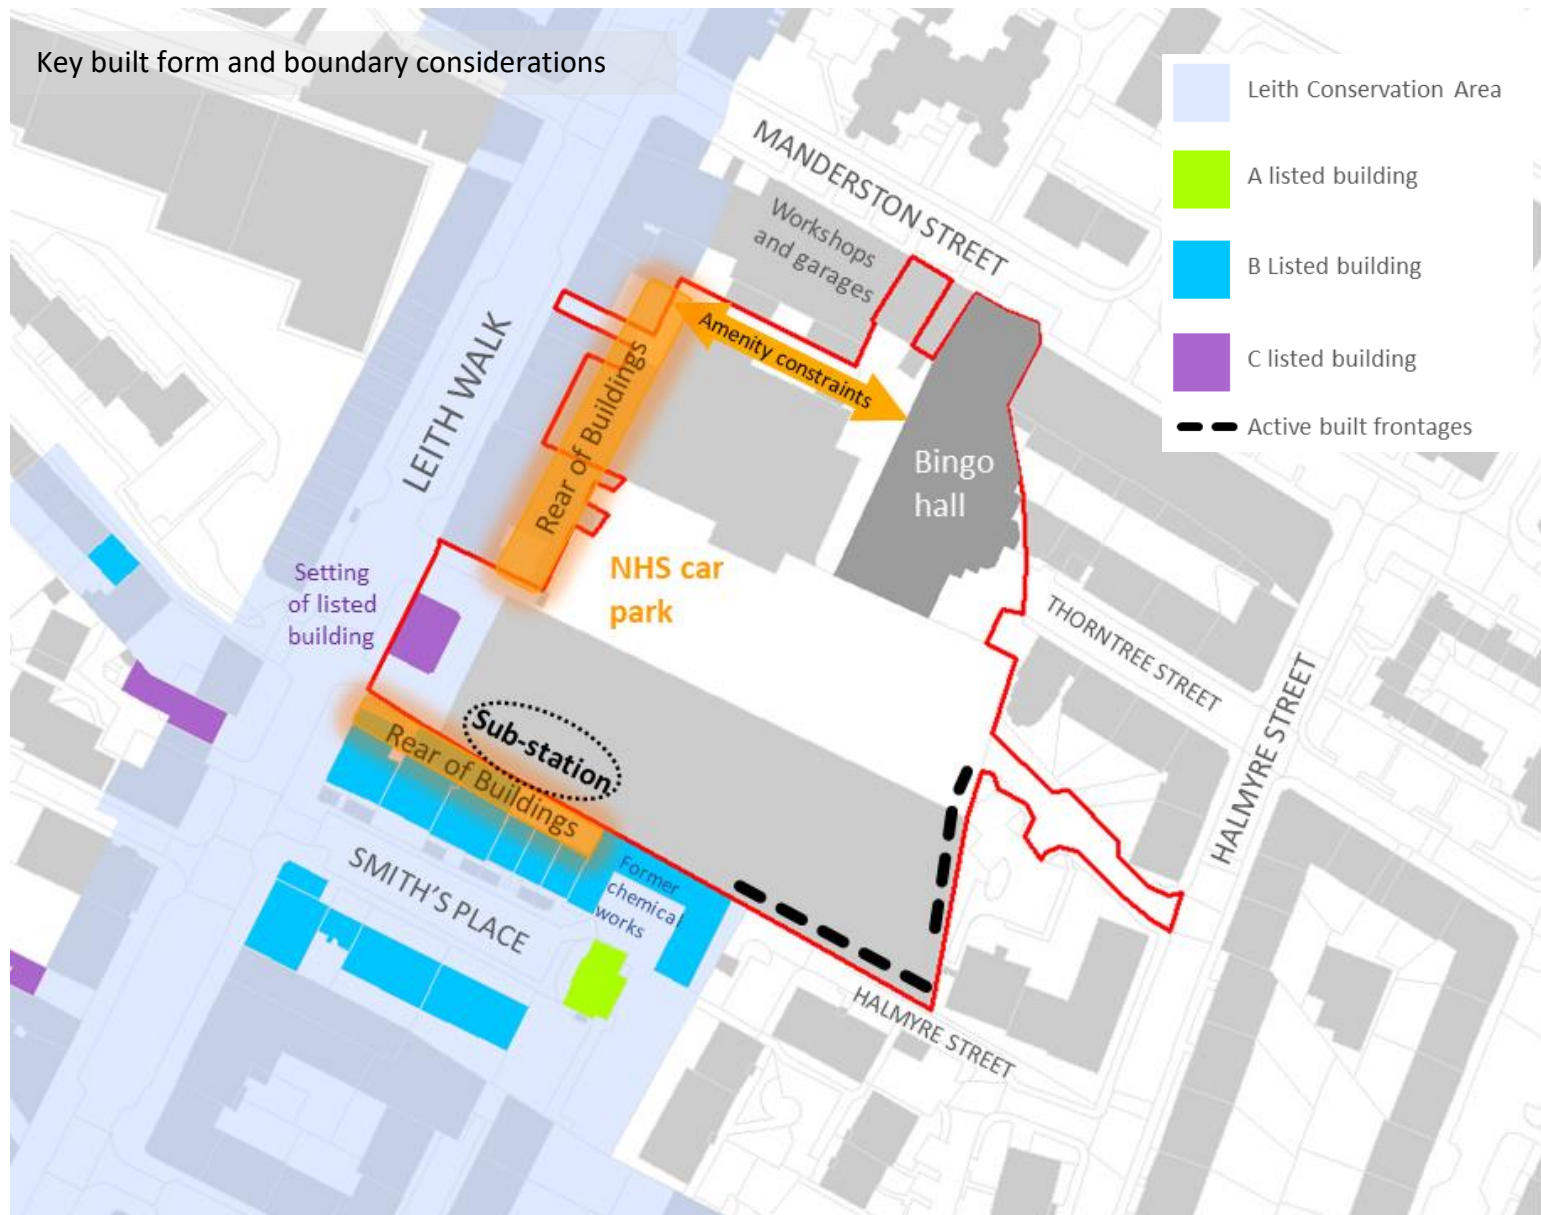 Key built form and boundary considerations
Leith Conservation Area
A listed building
B Listed building
C listed building
Active built frontages
MANDERSTON STREET
Workshops
and garages
LEITH WALK
Amenity constraints
Rear of Buildings
Bingo
hall
Setting
of listed
building
NHS car
park
THORNTREE STREET
HALMYRE STREET
Sub-station
Rear of Buildings
Former
chemical
works
SMITH'S PLACE
HALMYRE STREET